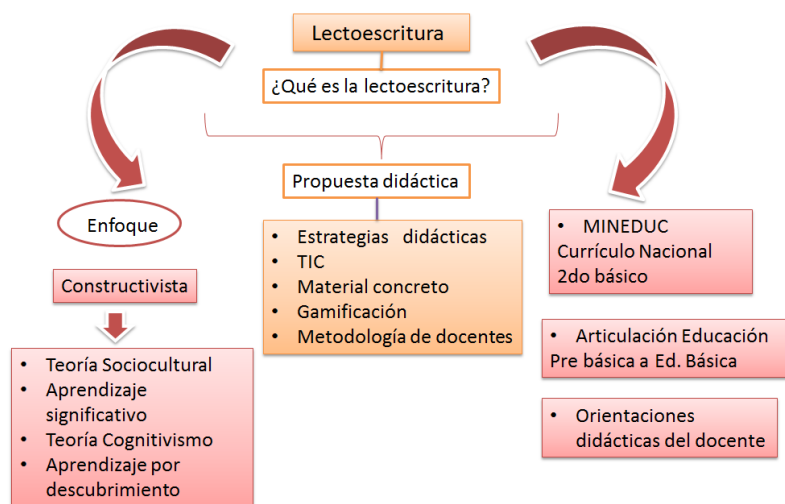 Lectoescritura
¿Qué es la lectoescritura?
Enfoque
Constructivista
• Teoría Sociocultural
• Aprendizaje
significativo
• Teoría Cognitivismo
• Aprendizaje por
descubrimiento
Propuesta didáctica
• Estrategias didácticas
• TIC
• Material concreto
• Gamificación
• Metodología de docentes
• MINEDUC
Currículo Nacional
2do básico
• Articulación Educación
Pre básica a Ed. Básica
• Orientaciones
didácticas del docente